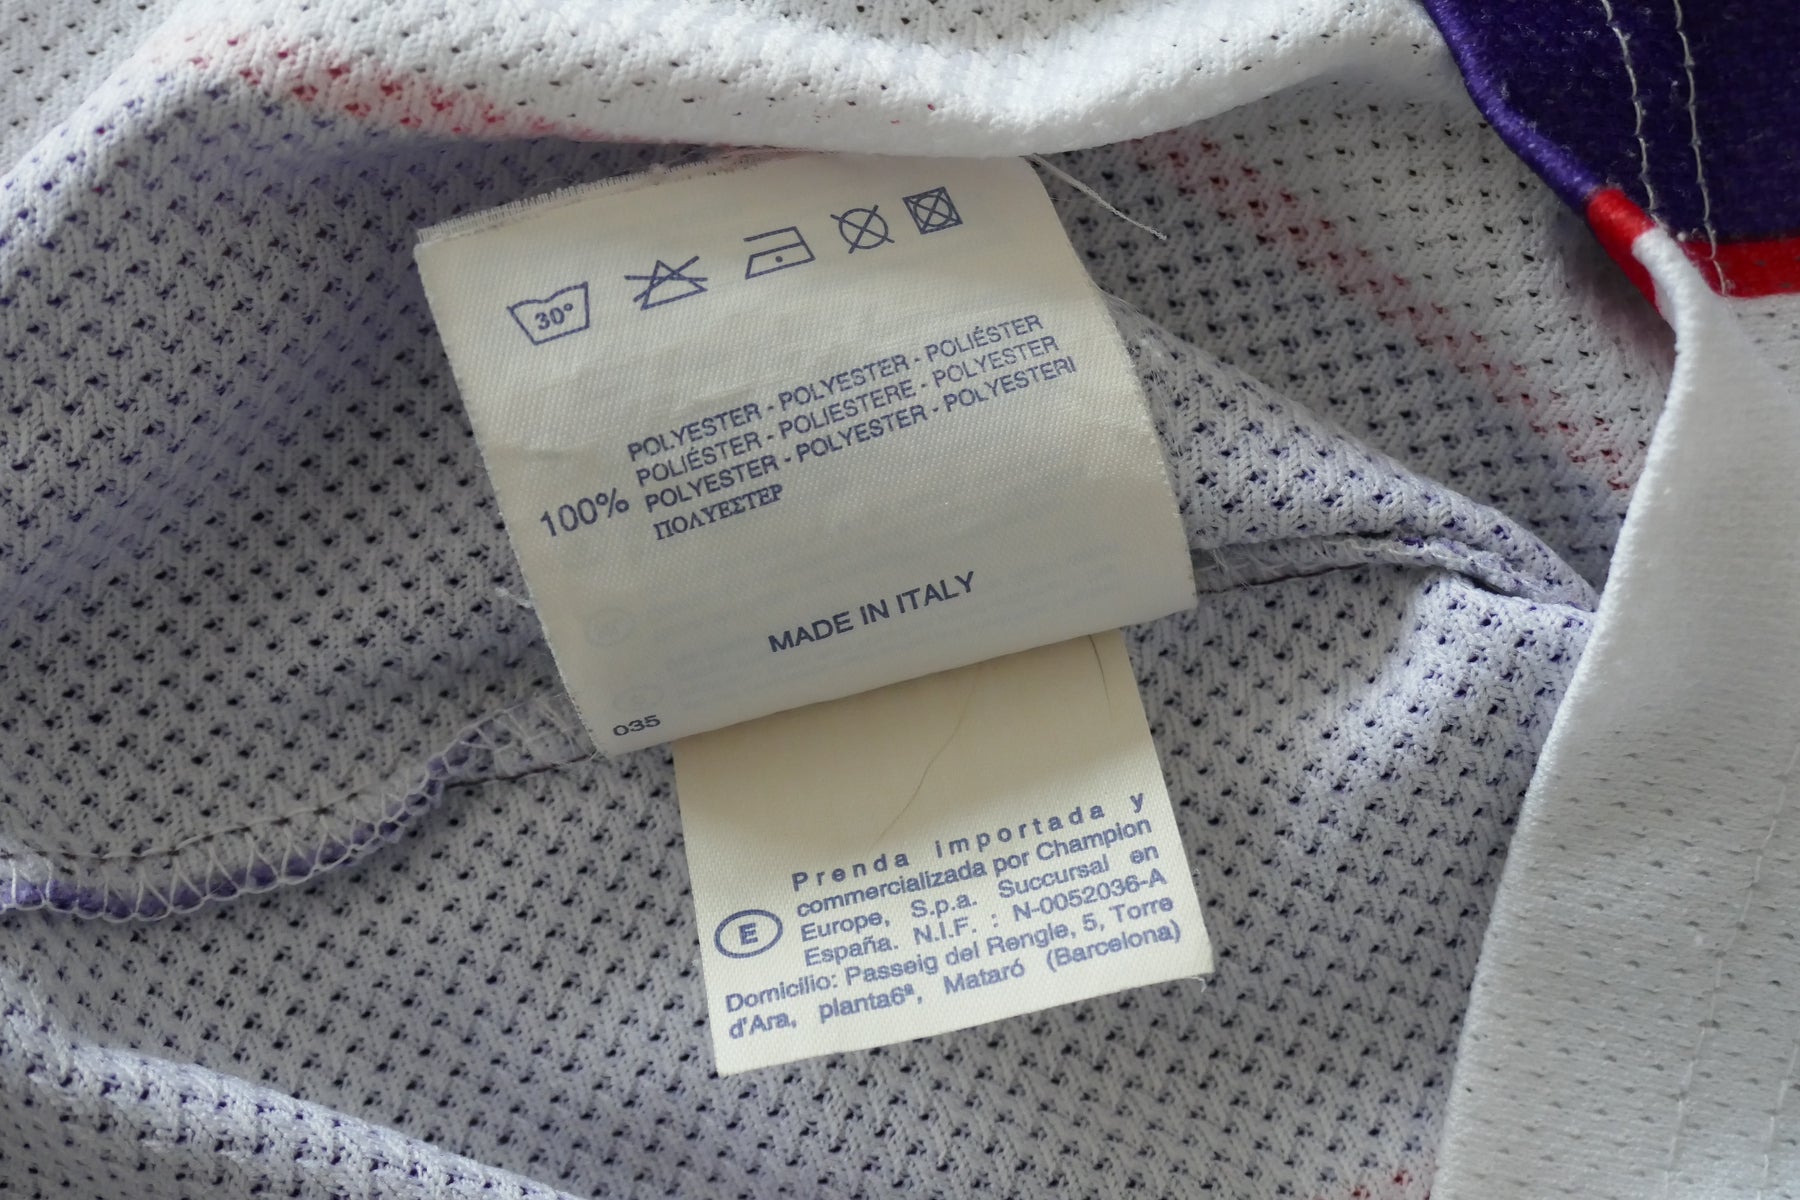 30°
POLYESTER - POLYESTER - POLIÉSTER
POLIÉSTER - POLIESTERE - POLYESTER
100% POLYESTER - POLYESTER - POLYESTERI
ΠΟΛΥΕΣΤΕΡ
MADE IN ITALY
035
Prenda importada y
commercializada por Champion
Europe, S.p.a. Succursal en
E España. N.I.F. : N-0052036-A
Domicilio: Passeig del Rengle, 5, Torre
d'Ara, planta6ª, Mataró (Barcelona)